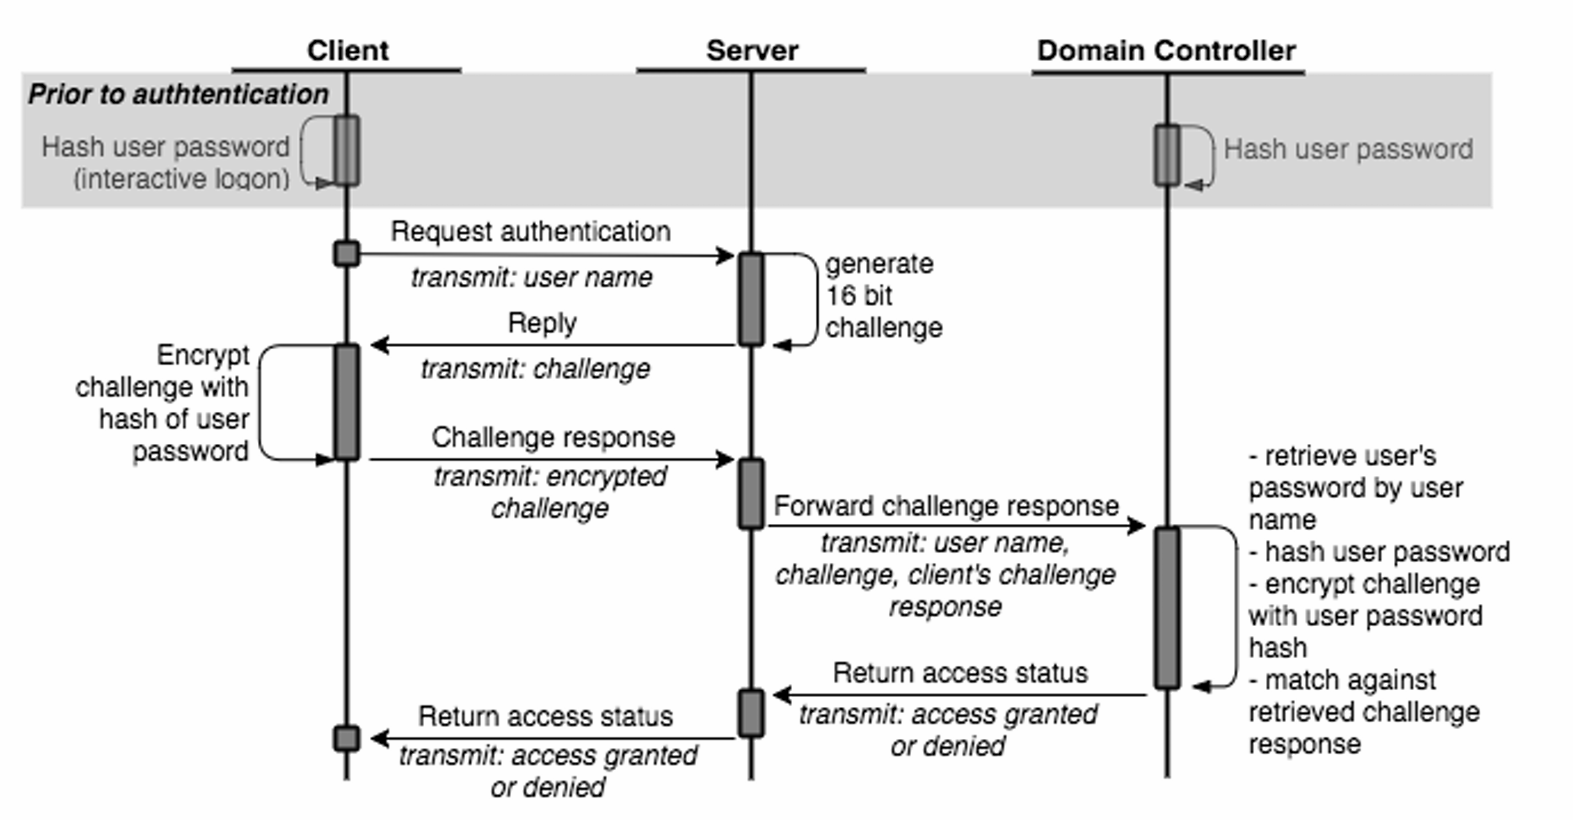 Client
Server
Domain Controller
Prior to authtentication
Hash user password
(interactive logon)
Hash user password
Request authentication
transmit: user name
generate
16 bit
challenge
Reply
transmit: challenge
Encrypt
challenge with
hash of user
password
Challenge response
transmit: encrypted
challenge
Forward challenge response
transmit: user name,
challenge, client's challenge
response
- retrieve user's
password by user
name
- hash user password
- encrypt challenge
with user password
hash
- match against
retrieved challenge
response
Return access status
transmit: access granted
or denied
Return access status
transmit: access granted
or denied